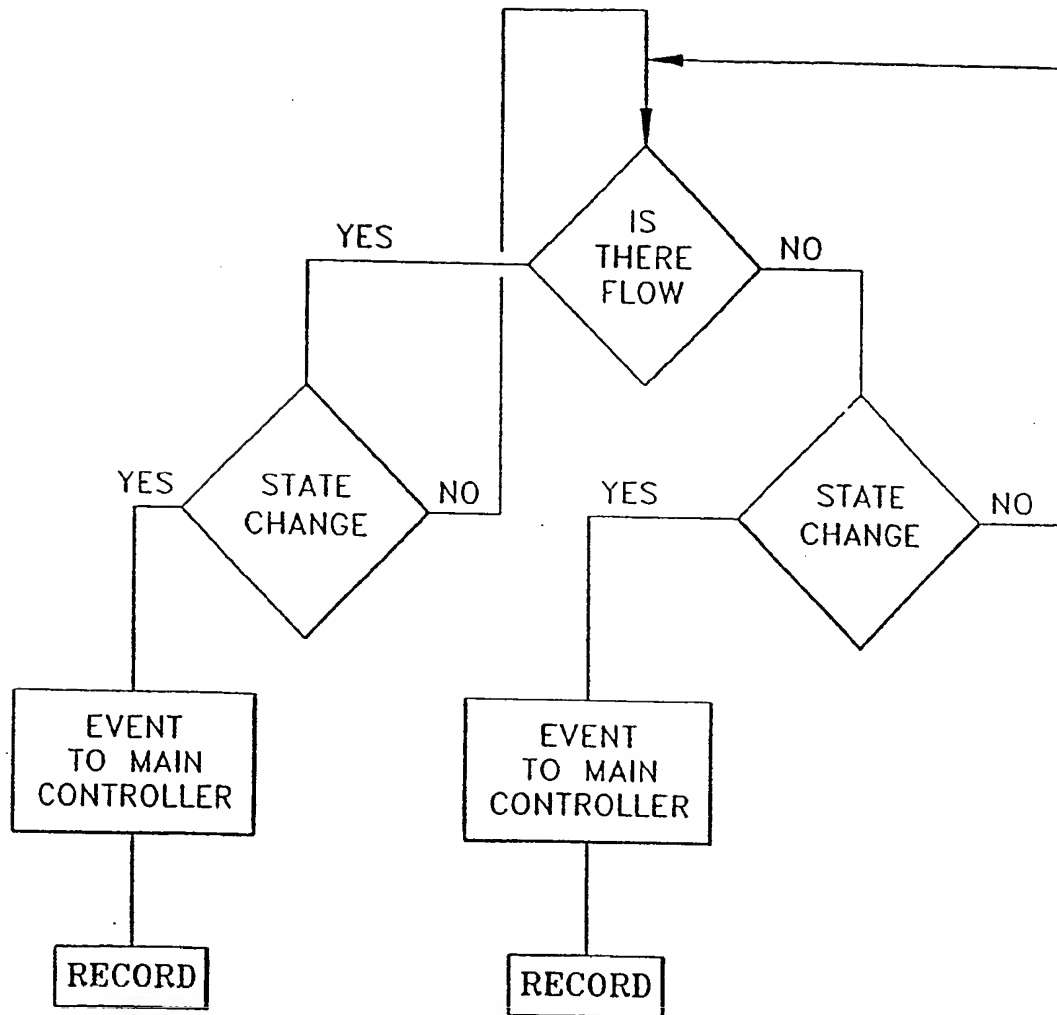 IS
THERE
FLOW
YES
NO
STATE
CHANGE
YES
NO
STATE
CHANGE
YES
NO
EVENT
TO MAIN
CONTROLLER
EVENT
TO MAIN
CONTROLLER
RECORD
RECORD